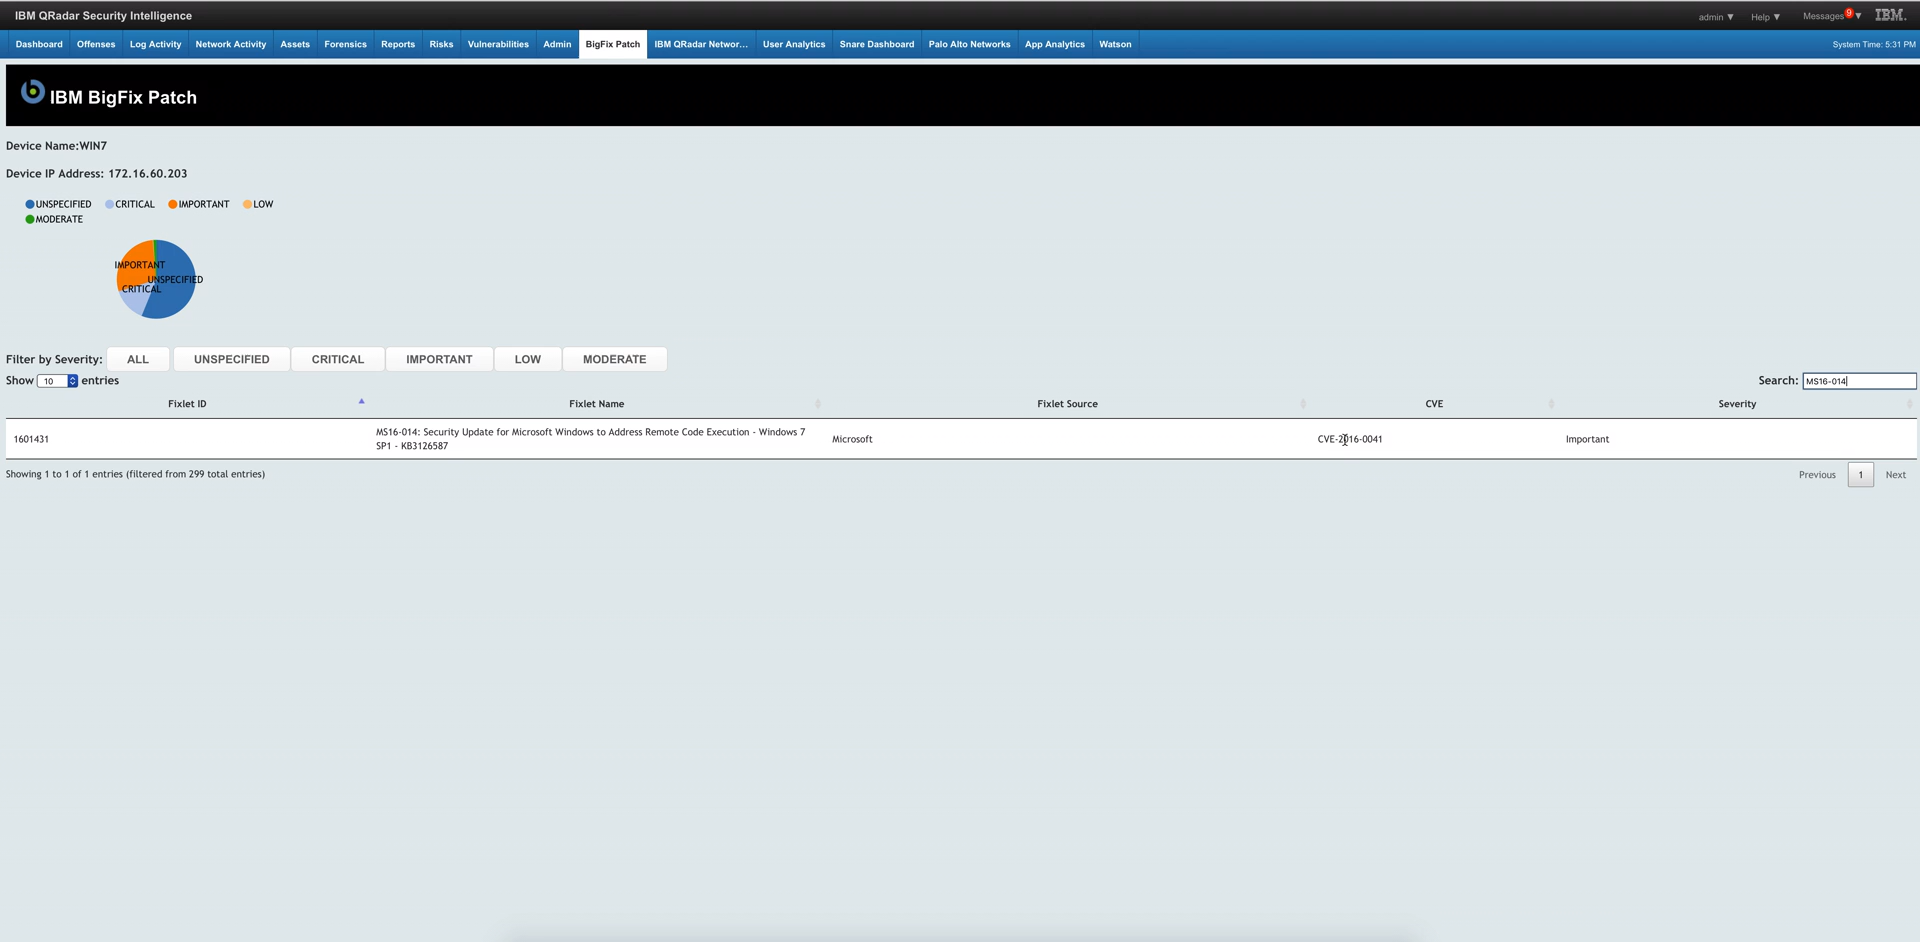 IBM QRadar Security Intelligence
admin ▼ Help ▼ Messages 9 ▼ IBM.
Dashboard Offenses Log Activity Network Activity Assets Forensics Reports Risks Vulnerabilities Admin BigFix Patch IBM QRadar Networ... User Analytics Snare Dashboard Palo Alto Networks App Analytics Watson System Time: 5:31 PM
IBM BigFix Patch
Device Name:WIN7
Device IP Address: 172.16.60.203
UNSPECIFIED CRITICAL IMPORTANT LOW
MODERATE
IMPORTANT
UNSPECIFIED
CRITICAL
Filter by Severity: ALL UNSPECIFIED CRITICAL IMPORTANT LOW MODERATE
Show 10 entries Search: MS16-014
Fixlet ID Fixlet Name Fixlet Source CVE Severity
1601431 MS16-014: Security Update for Microsoft Windows to Address Remote Code Execution - Windows 7 SP1 - KB3126587 Microsoft CVE-2016-0041 Important
Showing 1 to 1 of 1 entries (filtered from 299 total entries) Previous 1 Next